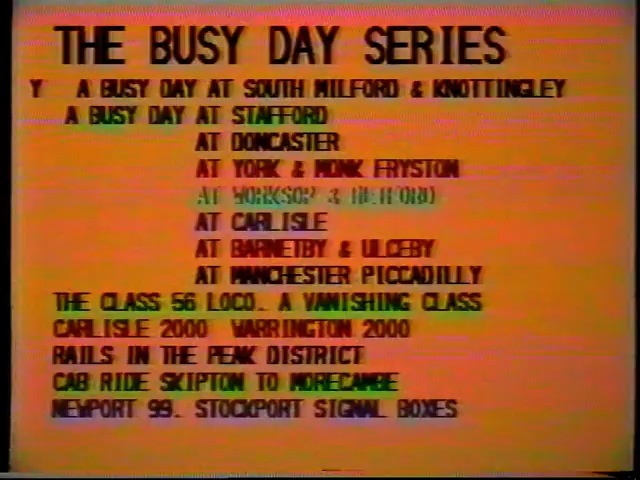 THE BUSY DAY SERIES
Y A BUSY DAY AT SOUTH MILFORD & KNOTTINGLEY
A BUSY DAY AT STAFFORD
AT DONCASTER
AT YORK & MONK FRYSTON
AT WORKSOP & RETFORD
AT CARLISLE
AT BARNETBY & ULCEBY
AT MANCHESTER PICCADILLY
THE CLASS 56 LOCO. A VANISHING CLASS
CARLISLE 2000 WARRINGTON 2000
RAILS IN THE PEAK DISTRICT
CAB RIDE SKIPTON TO MORECAMBE
NEWPORT 99. STOCKPORT SIGNAL BOXES